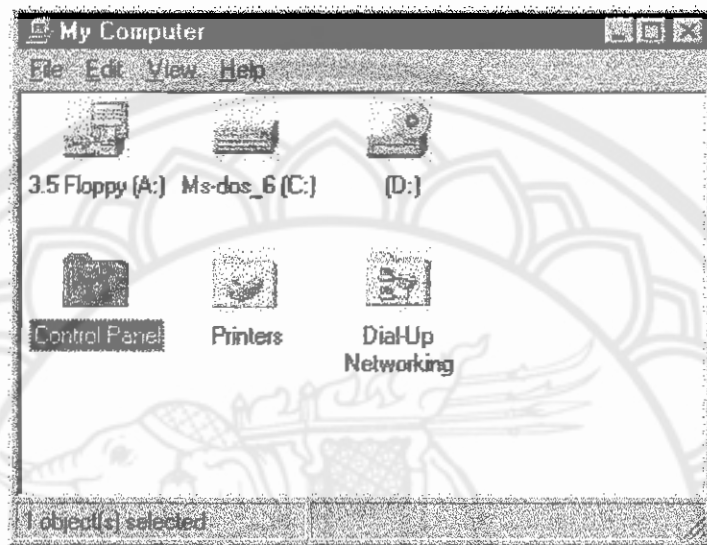 My Computer
File Edit View Help
3.5 Floppy (A:) Ms-dos_6 (C:) (D:)
Control Panel Printers Dial-Up
Networking
1 object(s) selected